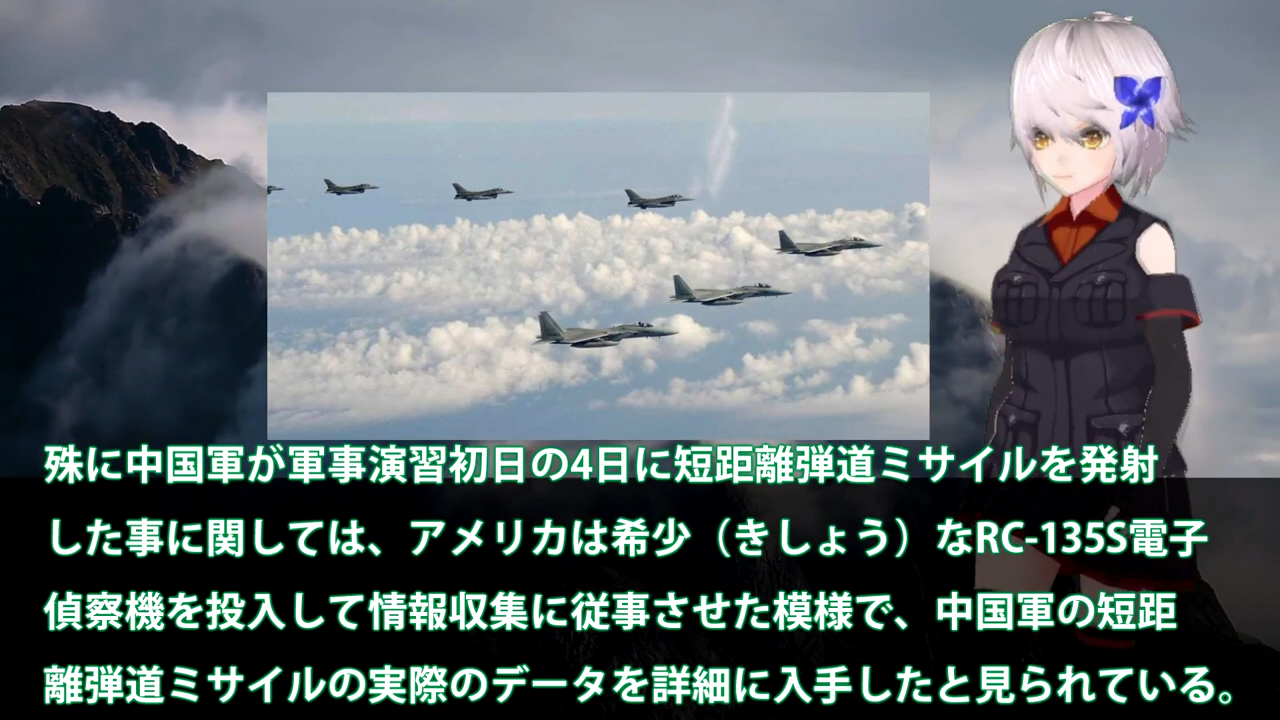 殊に中国軍が軍事演習初日の4日に短距離弾道ミサイルを発射
した事に関しては、アメリカは希少（きしょう）なRC-135S電子
偵察機を投入して情報収集に従事させた模様で、中国軍の短距
離弾道ミサイルの実際のデータを詳細に入手したと見られている。